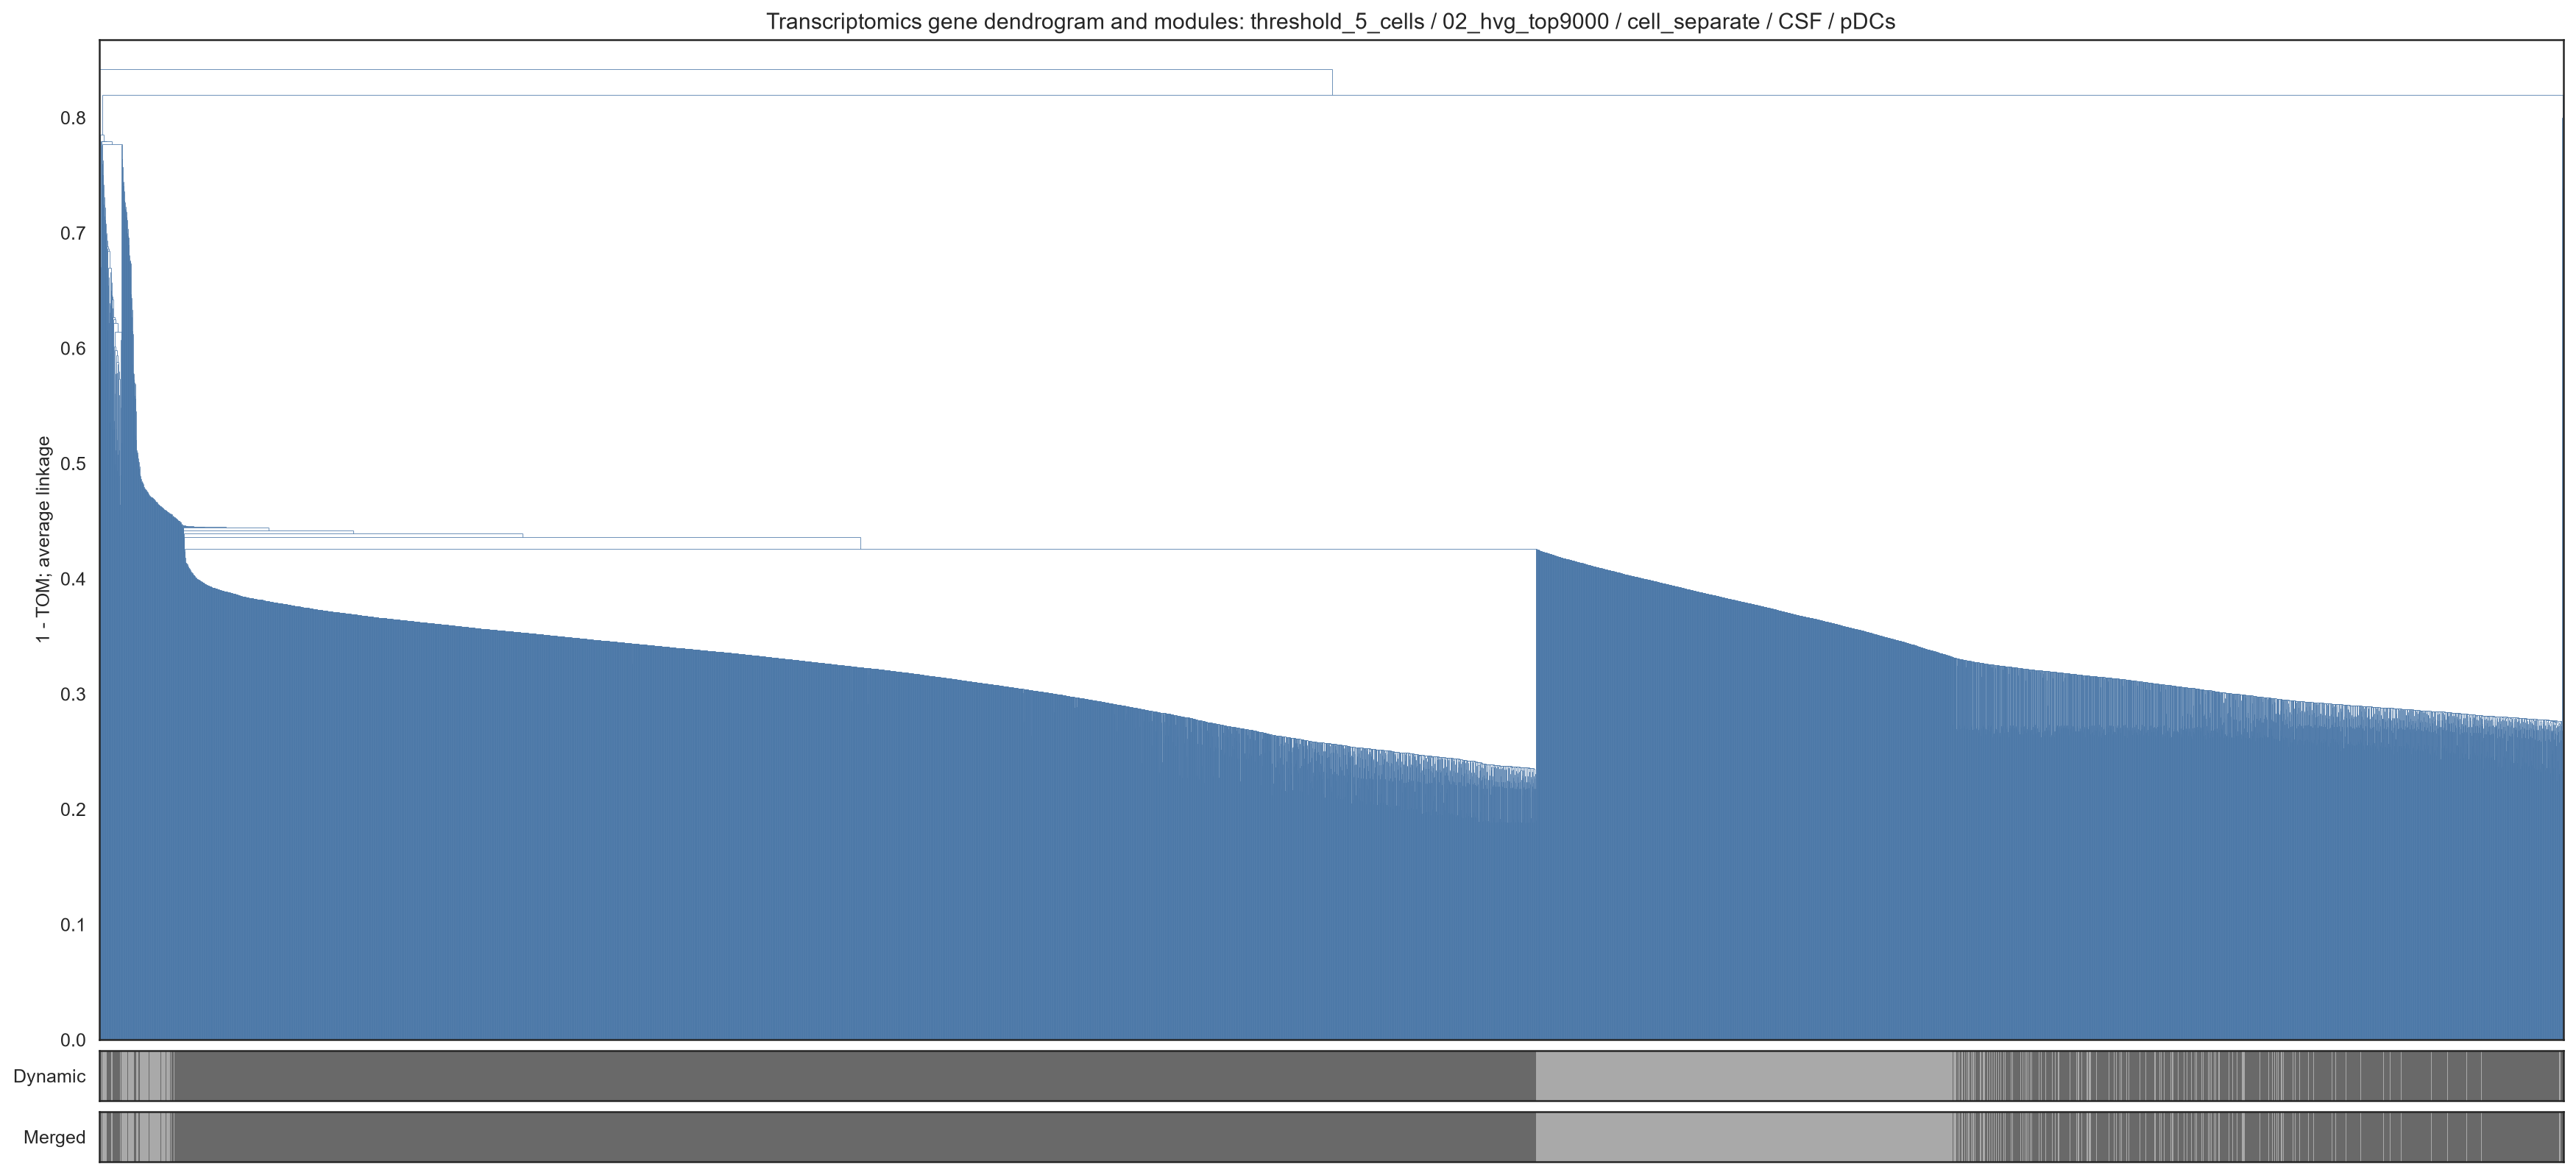 Transcriptomics gene dendrogram and modules: threshold_5_cells / 02_hvg_top9000 / cell_separate / CSF / pDCs
0.8
0.7
0.6
0.5
0.4
0.3
0.2
0.1
0.0
1 - TOM; average linkage
Dynamic
Merged